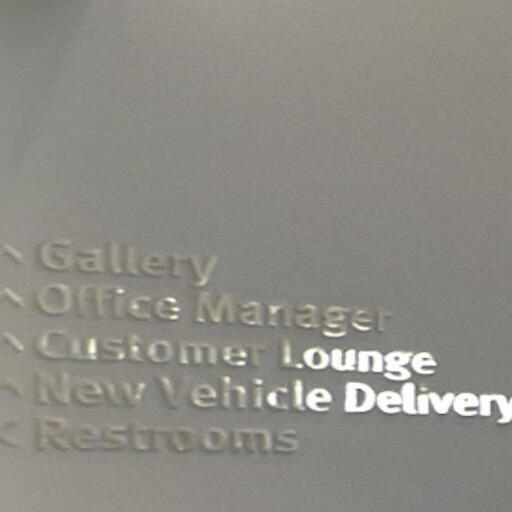 ^ Gallery
^ Office Manager
^ Customer Lounge
^ New Vehicle Delivery
< Restrooms